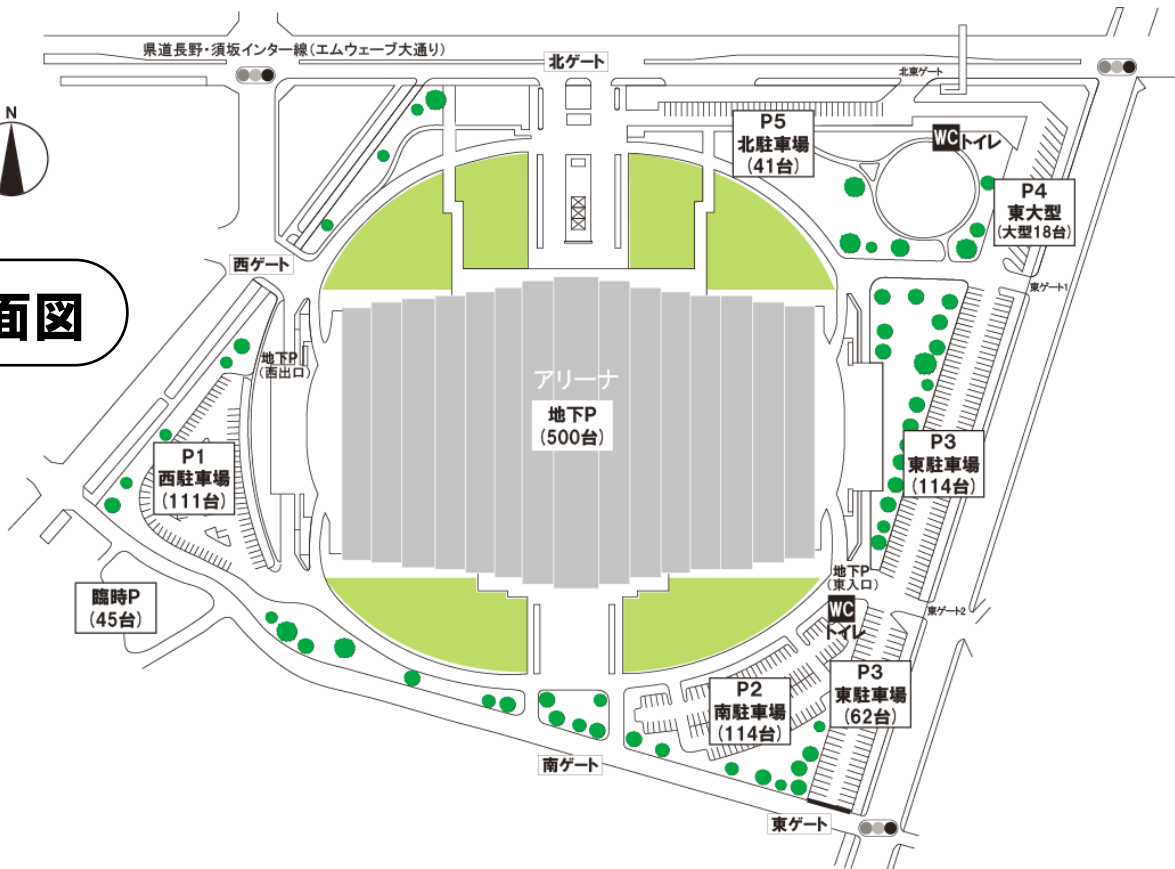 県道長野・須坂インター線(エムウェーブ大通り)
北ゲート
北東ゲート
N
P5
北駐車場
(41台)
WC トイレ
P4
東大型
(大型18台)
西ゲート
東ゲート1
面図
地下P
(西出口)
アリーナ
地下P
(500台)
P1
西駐車場
(111台)
P3
東駐車場
(114台)
地下P
(東入口)
臨時P
(45台)
WC
トイレ
東ゲート2
P3
東駐車場
(62台)
P2
南駐車場
(114台)
南ゲート
東ゲート